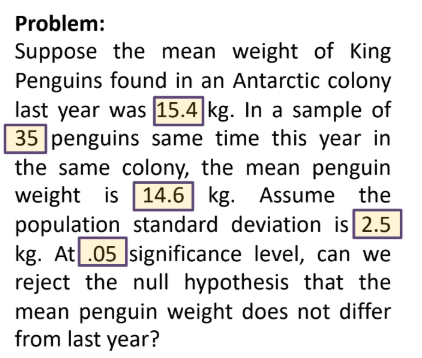 Problem:
Suppose the mean weight of King
Penguins found in an Antarctic colony
last year was 15.4 kg. In a sample of
35 penguins same time this year in
the same colony, the mean penguin
weight is 14.6 kg. Assume the
population standard deviation is 2.5
kg. At .05 significance level, can we
reject the null hypothesis that the
mean penguin weight does not differ
from last year?